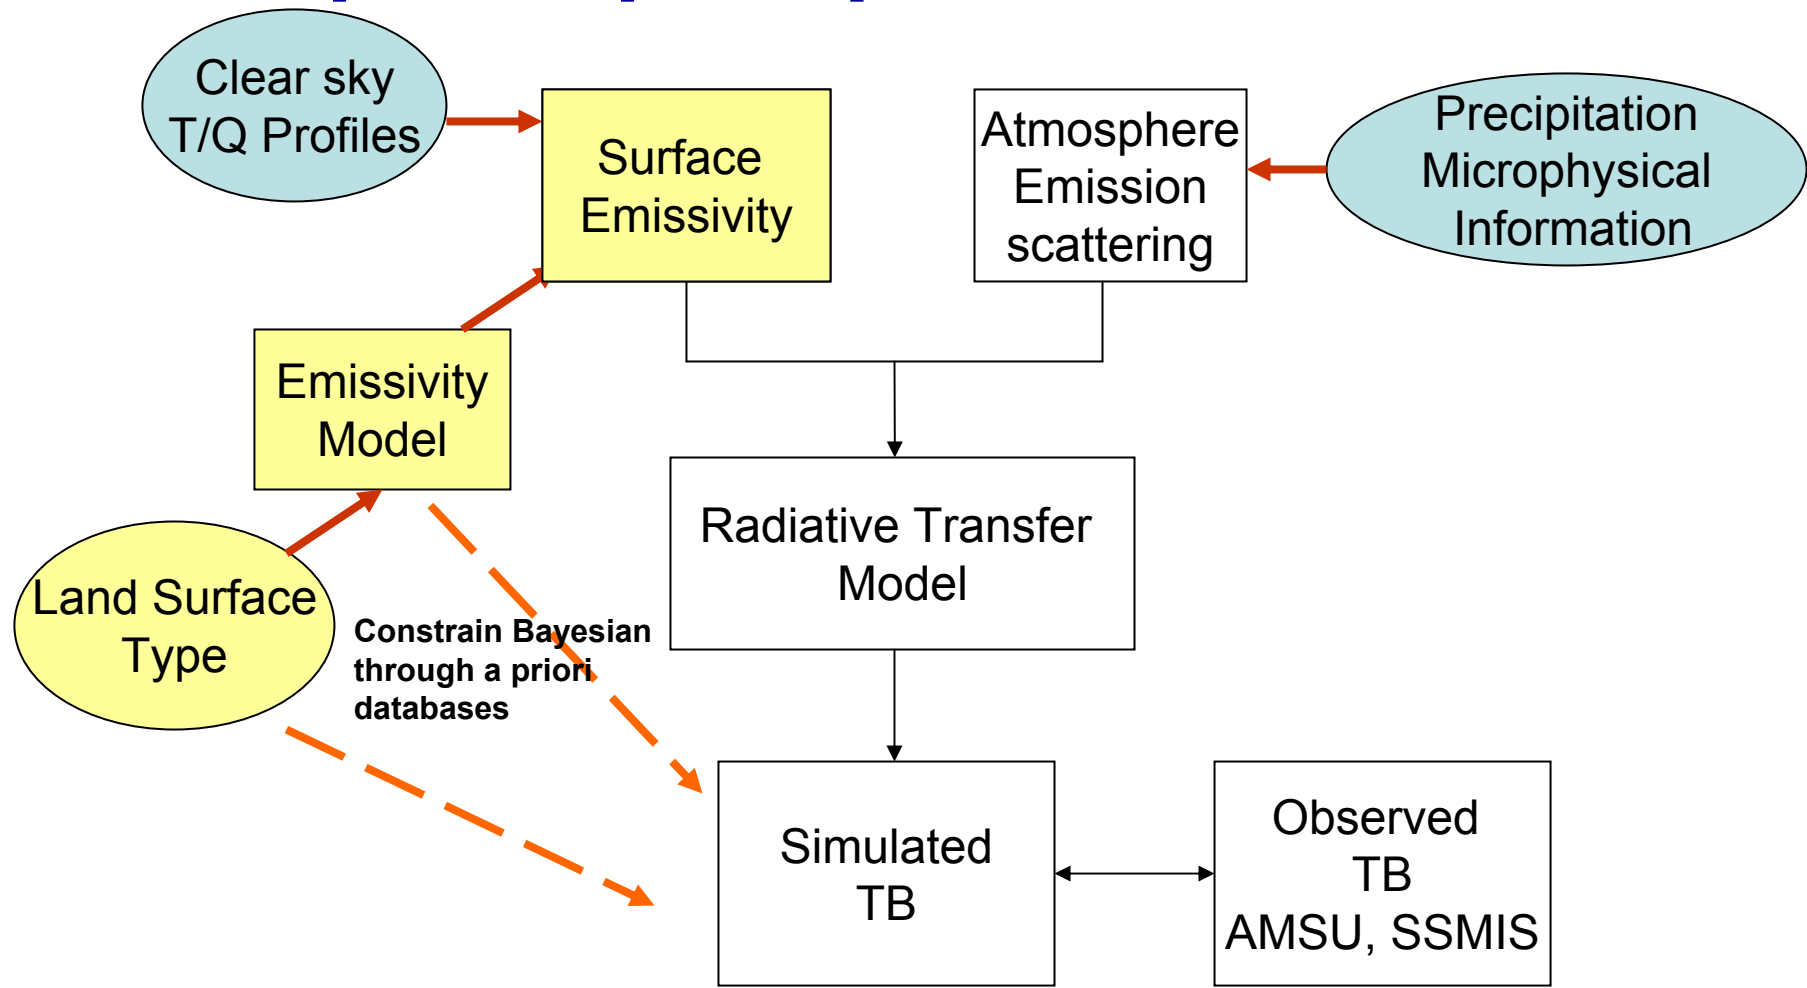 Clear sky
T/Q Profiles
Surface
Emissivity
Atmosphere
Emission
scattering
Precipitation
Microphysical
Information
Emissivity
Model
Radiative Transfer
Model
Land Surface
Type
Constrain Bayesian
through a priori
databases
Simulated
TB
Observed
TB
AMSU, SSMIS